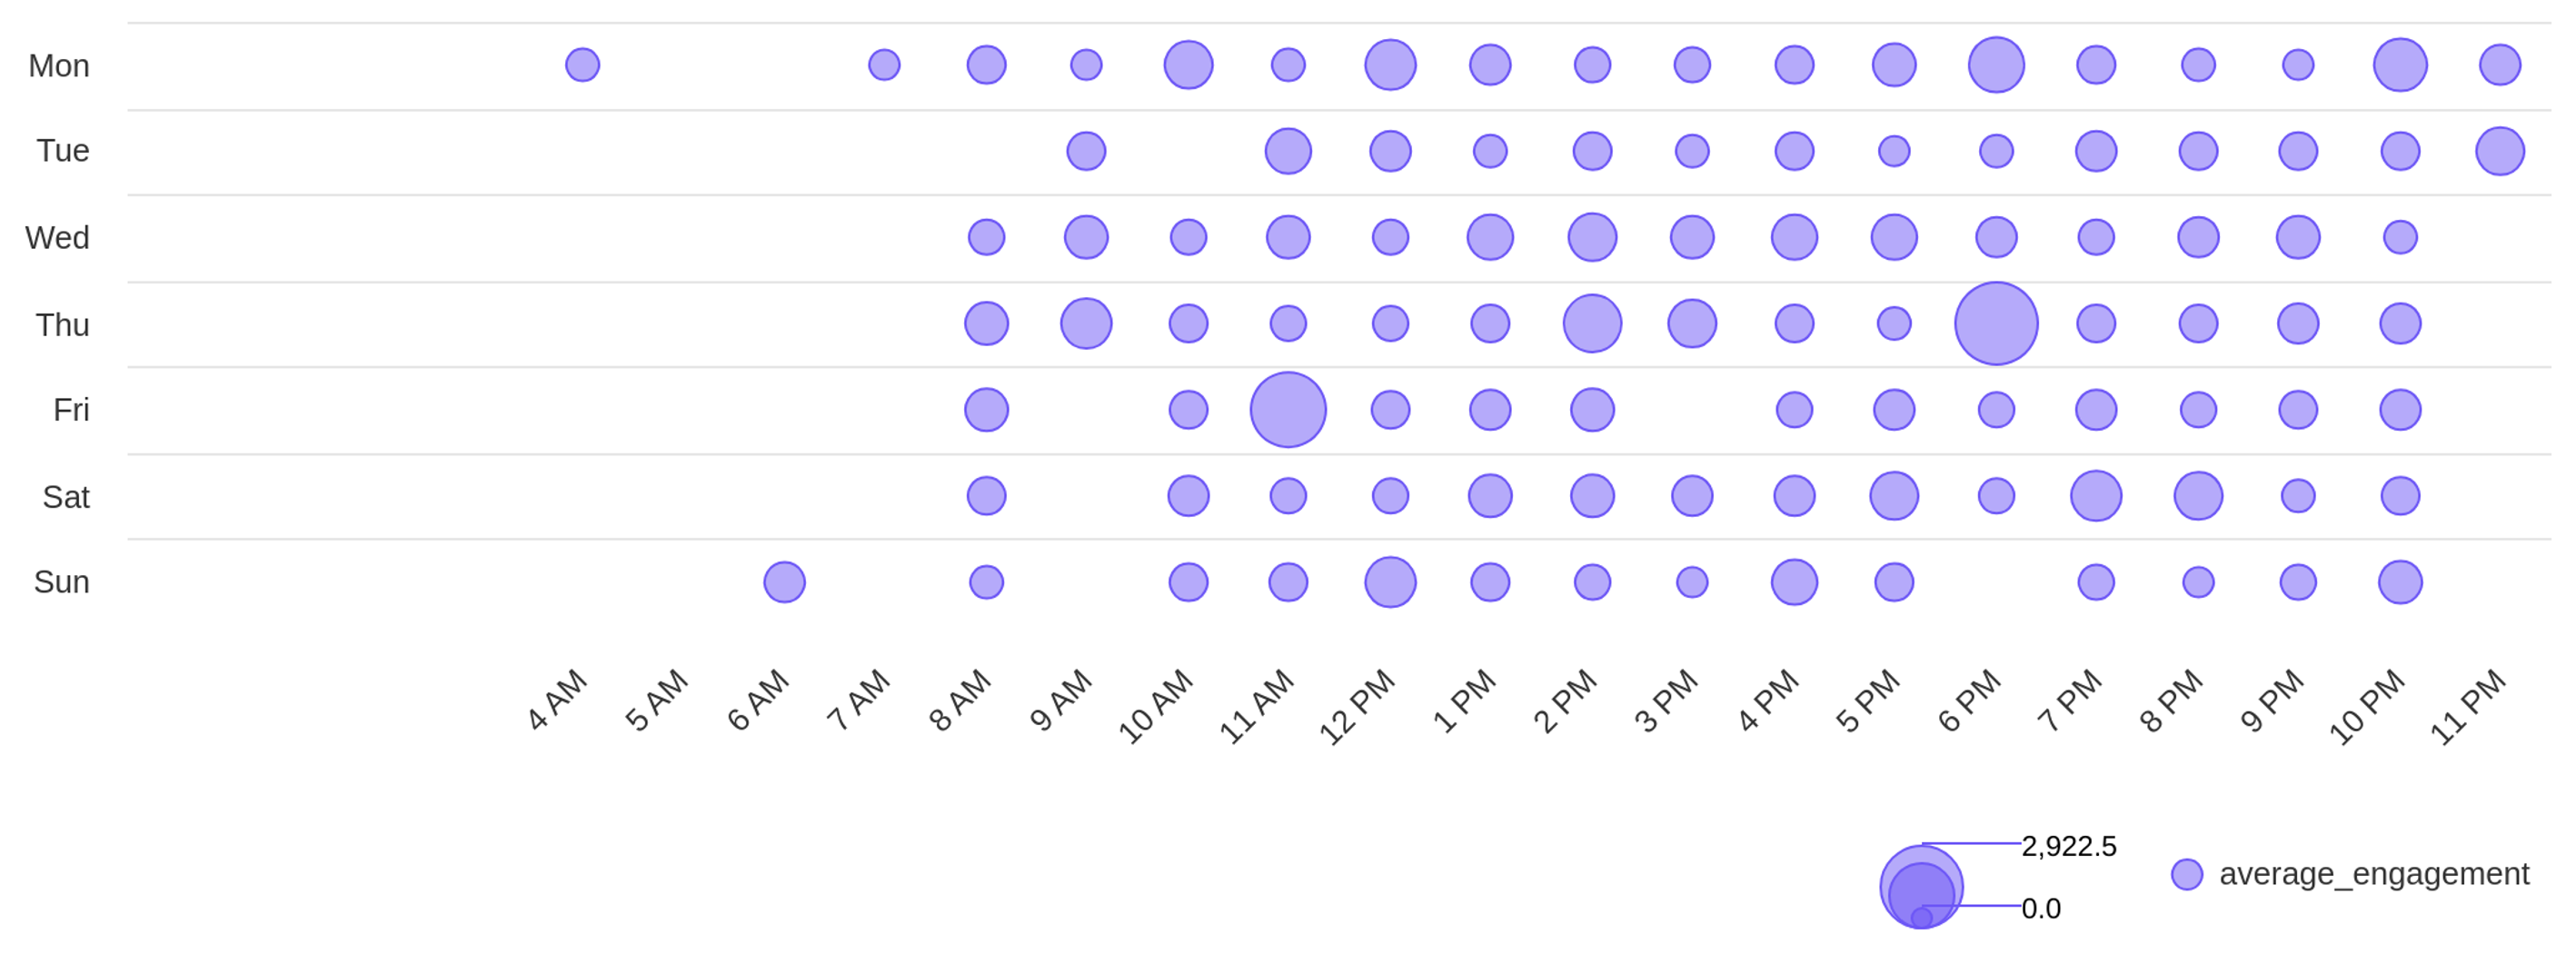 Mon
Tue
Wed
Thu
Fri
Sat
Sun
4 AM
5 AM
6 AM
7 AM
8 AM
9 AM
10 AM
11 AM
12 PM
1 PM
2 PM
3 PM
4 PM
5 PM
6 PM
7 PM
8 PM
9 PM
10 PM
11 PM
2,922.5
0.0
average_engagement